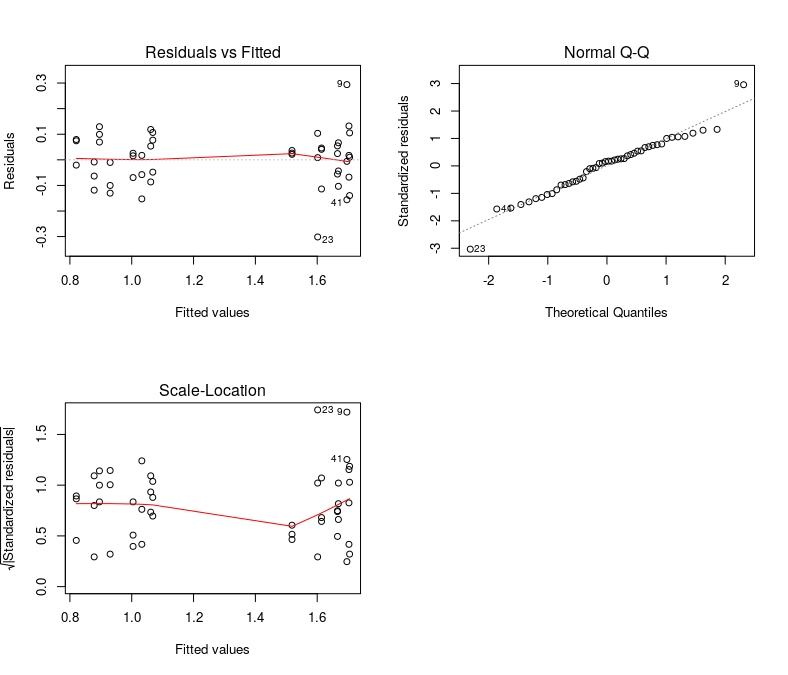 Residuals vs Fitted
Residuals
0.3
0.1
-0.1
-0.3
9
41
23
0.8 1.0 1.2 1.4 1.6
Fitted values
Normal Q-Q
Standardized residuals
3
2
1
0
-1
-2
-3
9
23
-2 -1 0 1 2
Theoretical Quantiles
Scale-Location
√|Standardized residuals|
1.5
1.0
0.5
0.0
23 9
41
0.8 1.0 1.2 1.4 1.6
Fitted values